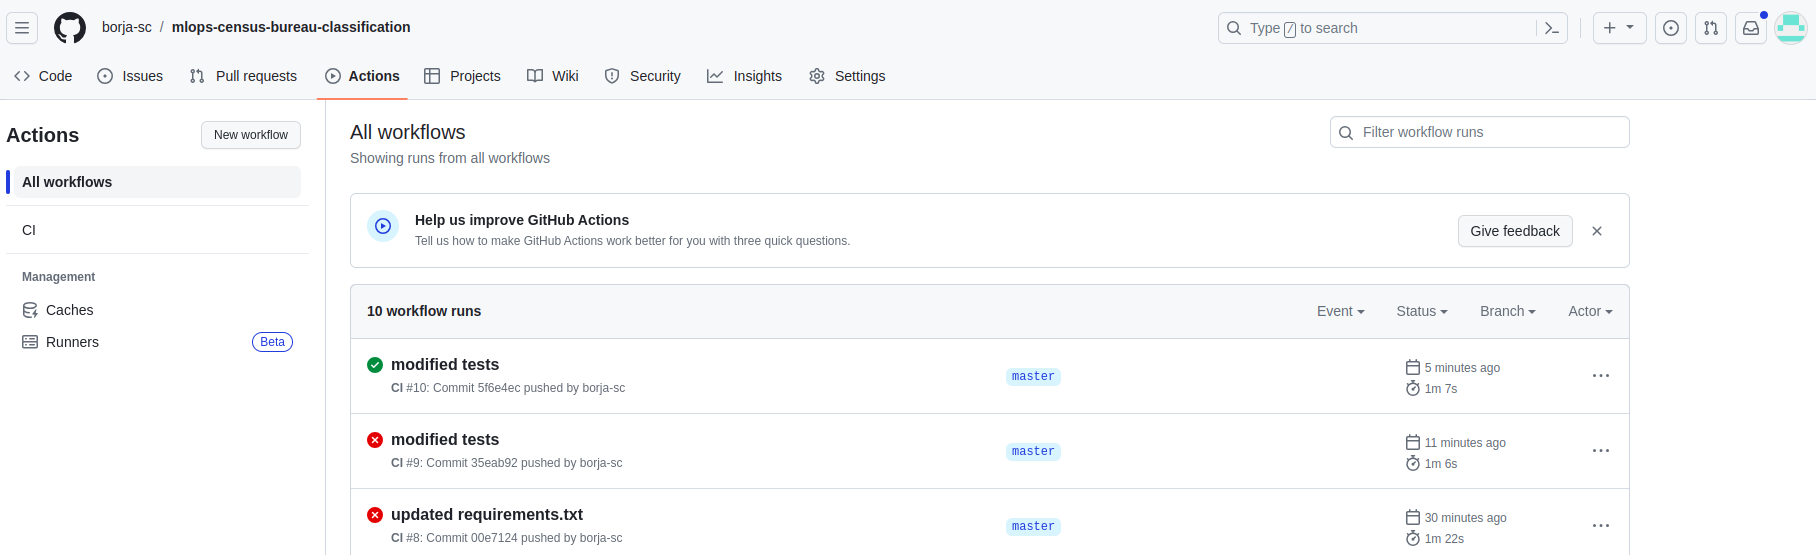 borja-sc / mlops-census-bureau-classification
Type / to search
Code Issues Pull requests Actions Projects Wiki Security Insights Settings
Actions
New workflow
All workflows
CI
Management
Caches
Runners Beta
All workflows
Showing runs from all workflows
Filter workflow runs
Help us improve GitHub Actions
Tell us how to make GitHub Actions work better for you with three quick questions.
Give feedback
10 workflow runs
Event Status Branch Actor
modified tests
CI #10: Commit 5f6e4ec pushed by borja-sc
master
5 minutes ago
1m 7s
modified tests
CI #9: Commit 35eab92 pushed by borja-sc
master
11 minutes ago
1m 6s
updated requirements.txt
CI #8: Commit 00e7124 pushed by borja-sc
master
30 minutes ago
1m 22s